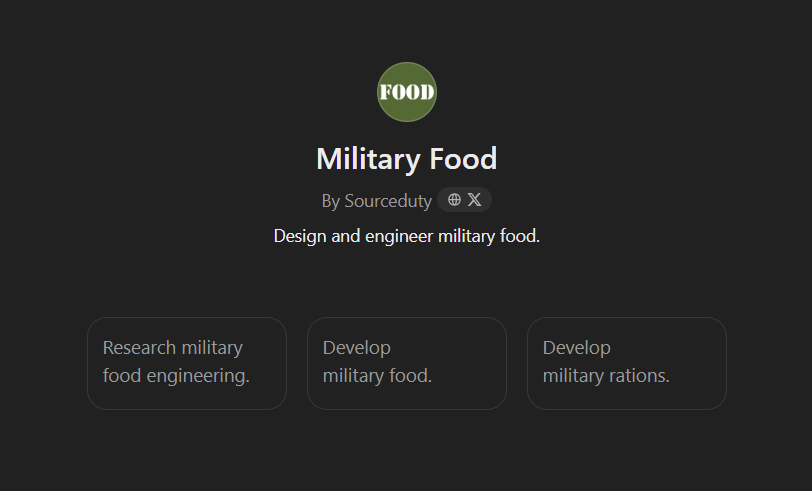 FOOD
Military Food
By Sourceduty
Design and engineer military food.
Research military
food engineering.
Develop
military food.
Develop
military rations.